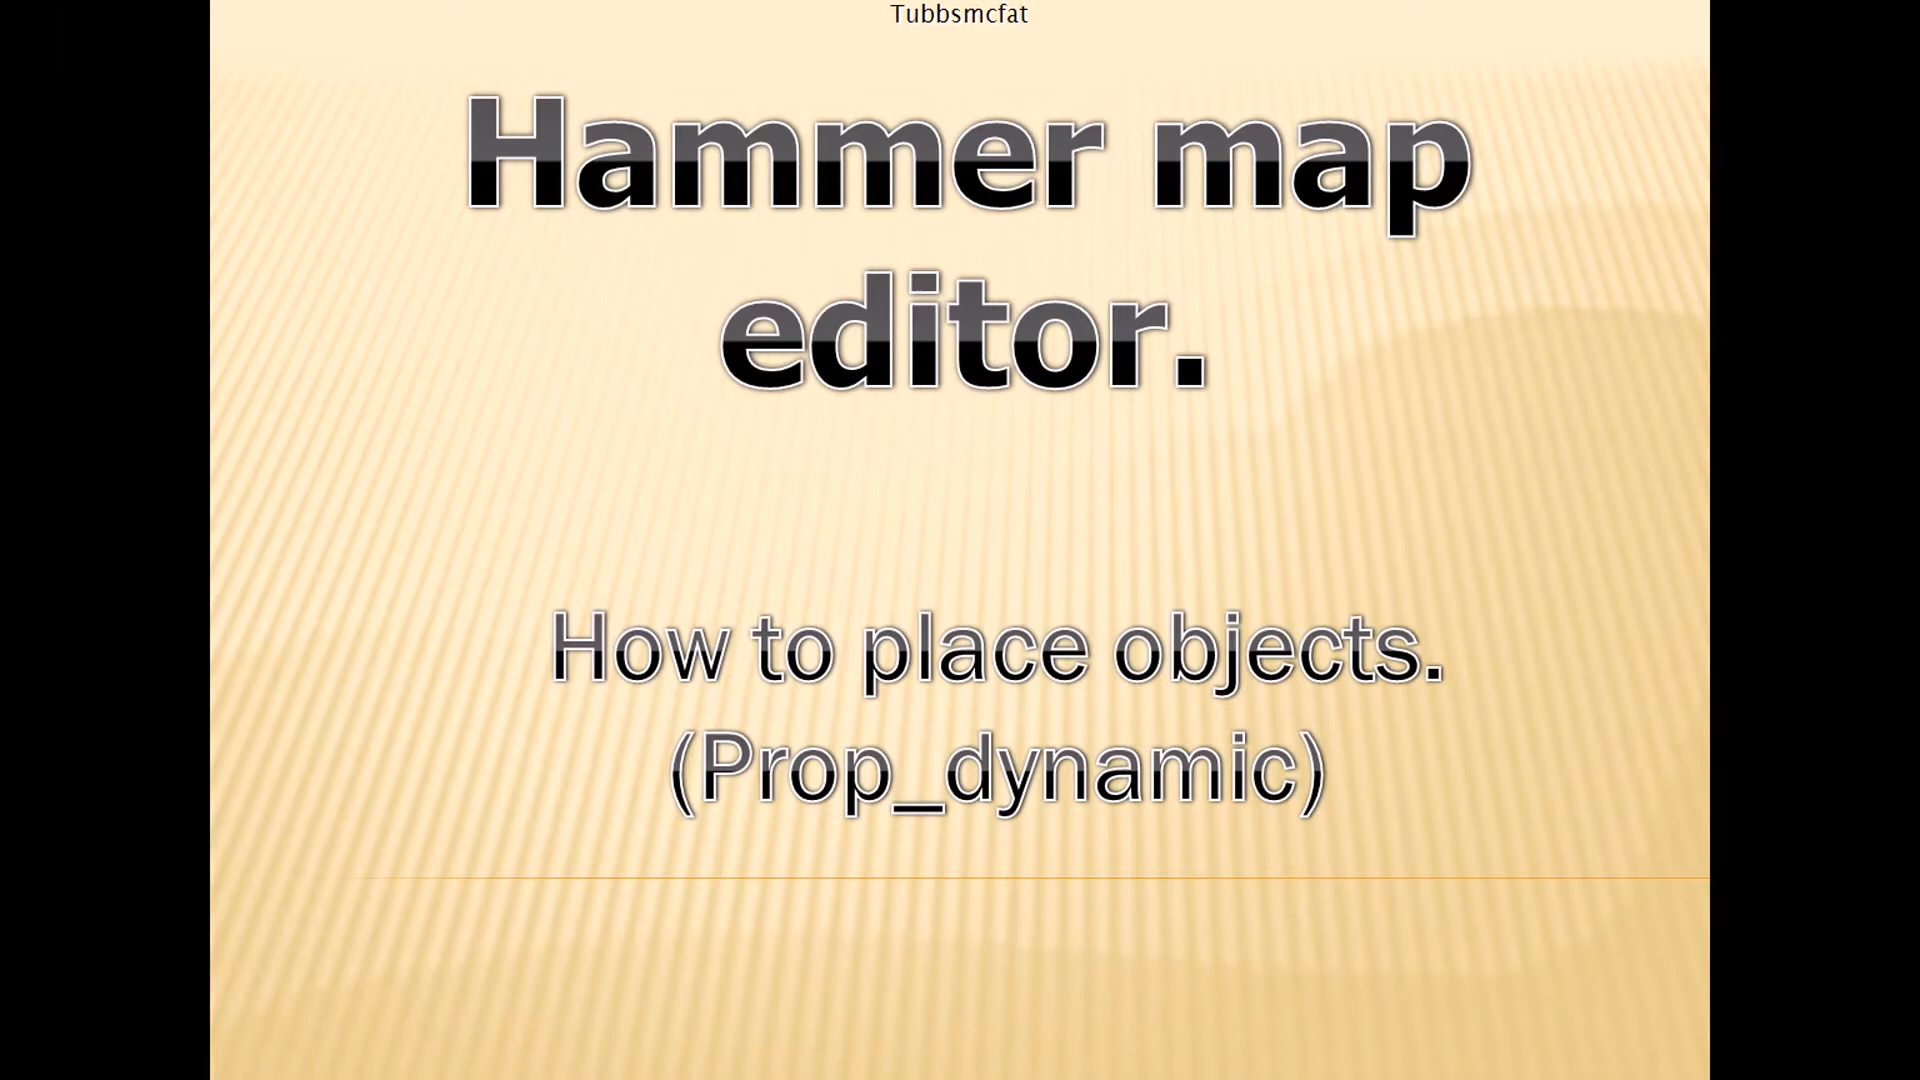 Tubbsmcfat
Hammer map
editor.
How to place objects.
(Prop_dynamic)